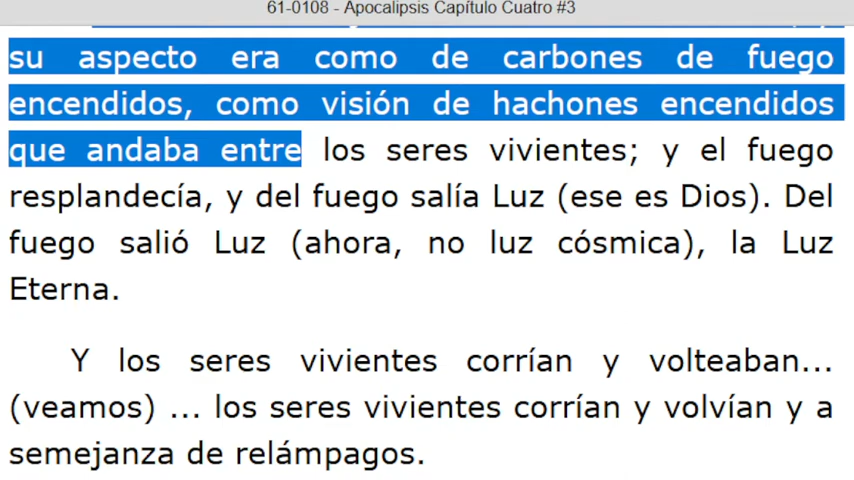 61-0108 - Apocalipsis Capítulo Cuatro #3
su aspecto era como de carbones de fuego
encendidos, como visión de hachones encendidos
que andaba entre los seres vivientes; y el fuego
resplandecía, y del fuego salía Luz (ese es Dios). Del
fuego salió Luz (ahora, no luz cósmica), la Luz
Eterna.
Y los seres vivientes corrían y volteaban...
(veamos) ... los seres vivientes corrían y volvían y a
semejanza de relámpagos.